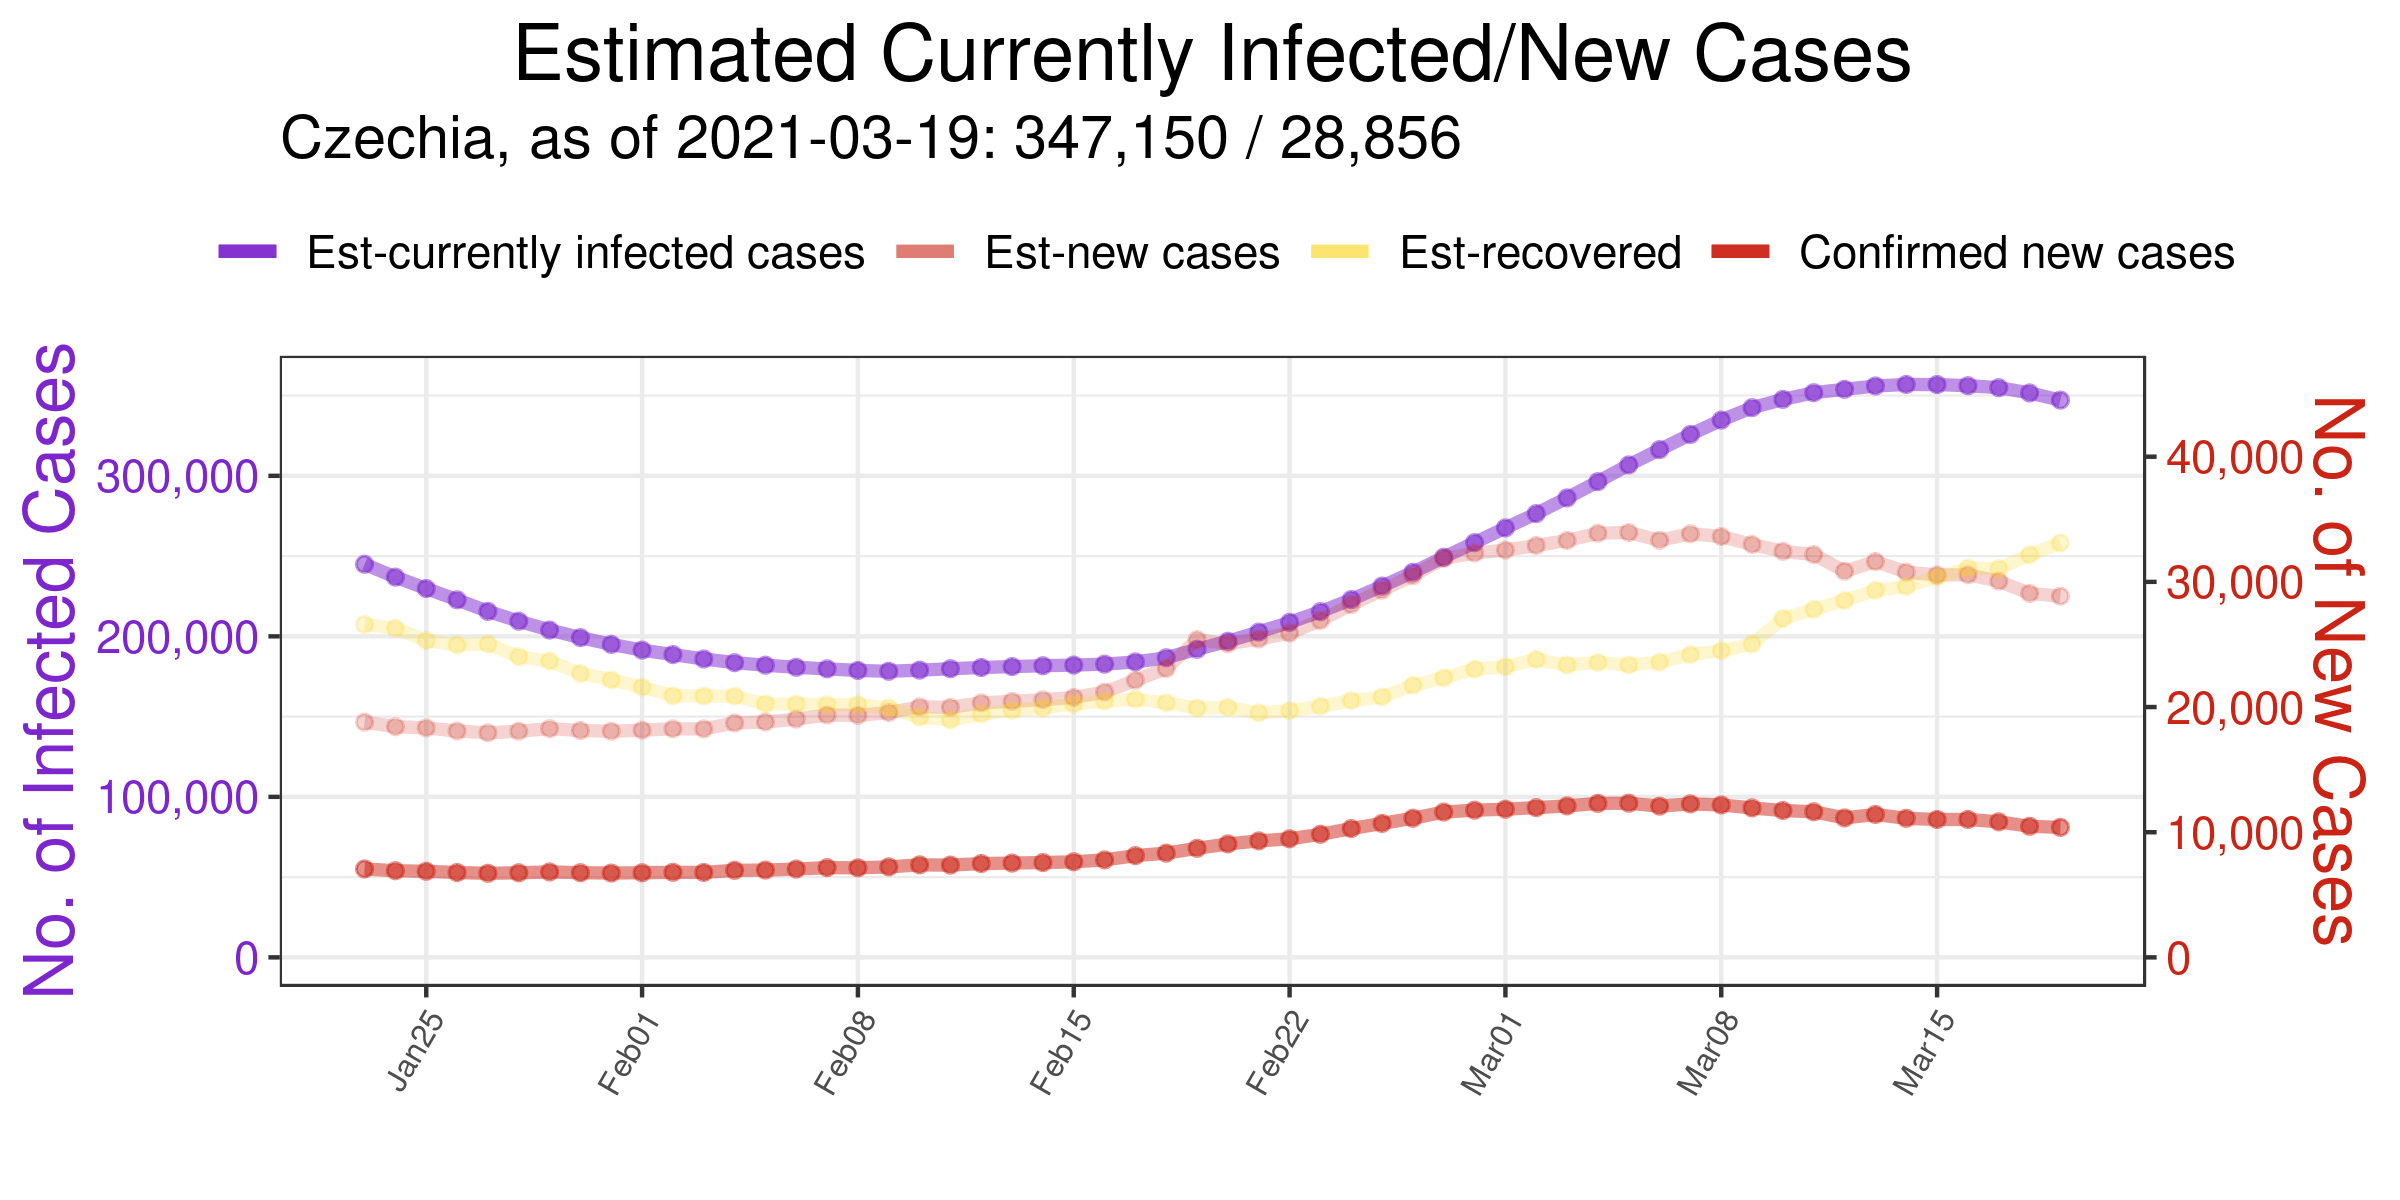 Estimated Currently Infected/New Cases
Czechia, as of 2021-03-19: 347,150 / 28,856
Est-currently infected cases Est-new cases Est-recovered Confirmed new cases
No. of Infected Cases
300,000
200,000
100,000
0
40,000
30,000
20,000
10,000
0
No. of New Cases
Jan25 Feb01 Feb08 Feb15 Feb22 Mar01 Mar08 Mar15